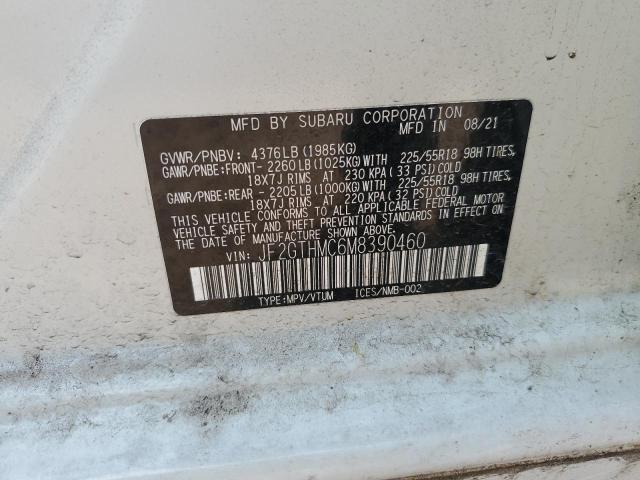 MFD BY SUBARU CORPORATION
MFD IN 08/21
GVWR/PNBV: 4376LB (1985KG)
GAWR/PNBE:FRONT- 2260LB (1025KG) WITH 225/55R18 98H TIRES,
18X7J RIMS AT 230 KPA (33 PSI) COLD
GAWR/PNBE:REAR - 2205LB (1000KG) WITH 225/55R18 98H TIRES,
18X7J RIMS AT 220 KPA (32 PSI) COLD
THIS VEHICLE CONFORMS TO ALL APPLICABLE FEDERAL MOTOR
VEHICLE SAFETY AND THEFT PREVENTION STANDARDS IN EFFECT
ON THE DATE OF MANUFACTURE SHOWN ABOVE.
VIN: JF2GTHMC6M8390460
TYPE:MPV/VTUM ICES/NMB-002